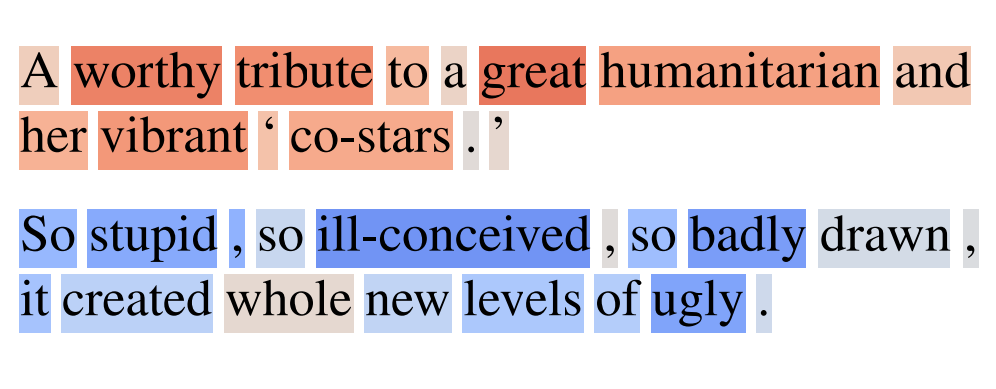 A worthy tribute to a great humanitarian and
her vibrant ‘ co-stars . ’
So stupid , so ill-conceived , so badly drawn ,
it created whole new levels of ugly .